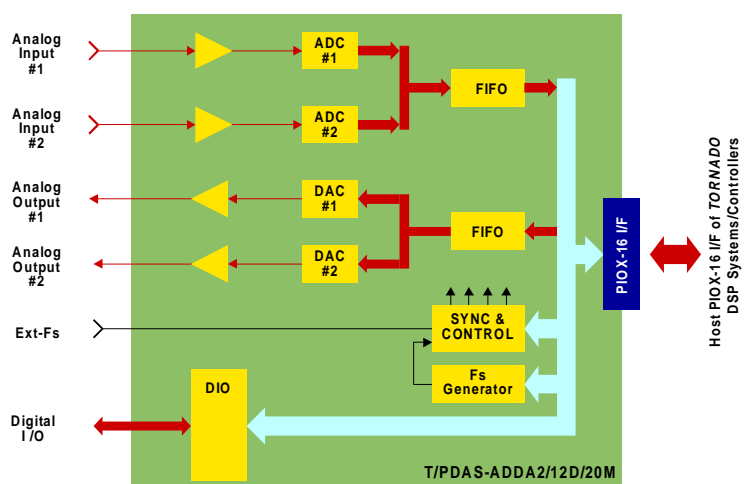 Analog
Input
#1
ADC
#1
FIFO
Analog
Input
#2
ADC
#2
Analog
Output
#1
DAC
#1
FIFO
Analog
Output
#2
DAC
#2
PIOX-16 I/F
Host PIOX-16 I/F of TORNADO
DSP Systems/Controllers
Ext-Fs
SYNC &
CONTROL
Fs
Generator
DIO
Digital
I/O
T/PDAS-ADDA2/12D/20M